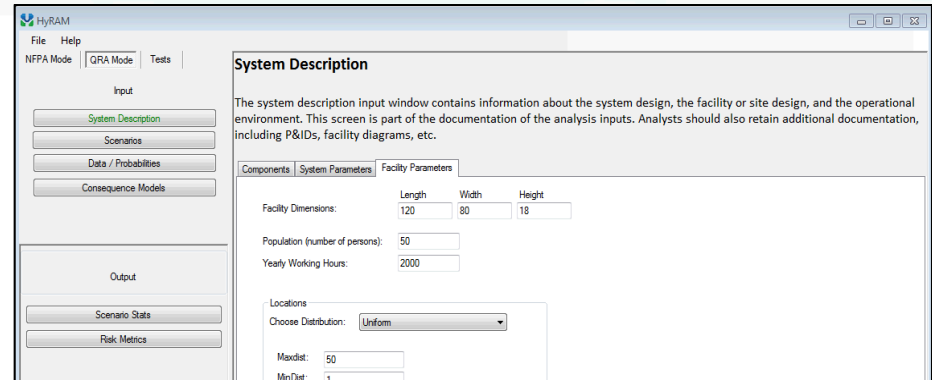 HyRAM
File Help
NFPA Mode QRA Mode Tests
Input
System Description
Scenarios
Data / Probabilities
Consequence Models
Output
Scenario Stats
Risk Metrics
System Description
The system description input window contains information about the system design, the facility or site design, and the operational
environment. This screen is part of the documentation of the analysis inputs. Analysts should also retain additional documentation,
including P&IDs, facility diagrams, etc.
Components System Parameters Facility Parameters
Length Width Height
Facility Dimensions: 120 80 18
Population (number of persons): 50
Yearly Working Hours: 2000
Locations
Choose Distribution: Uniform
Maxdist: 50
MinDist: 1